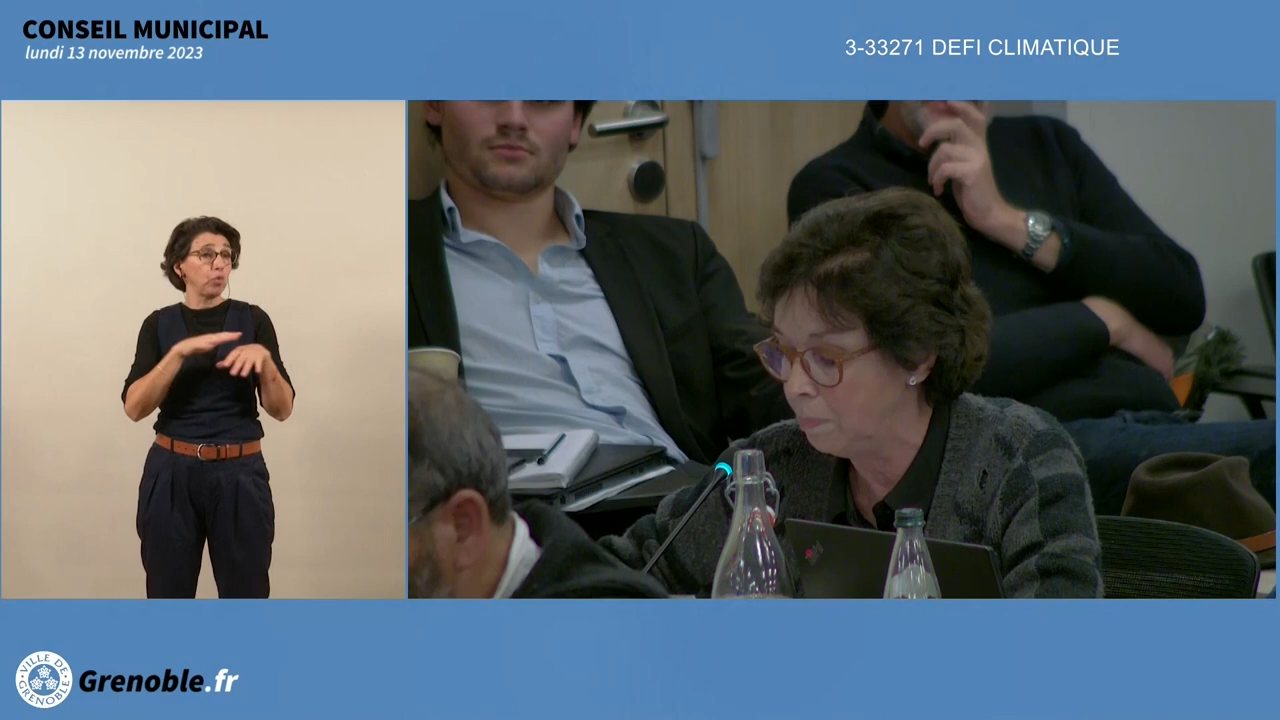 CONSEIL MUNICIPAL
lundi 13 novembre 2023
3-33271 DEFI CLIMATIQUE
VILLE DE
GRENOBLE
Grenoble.fr